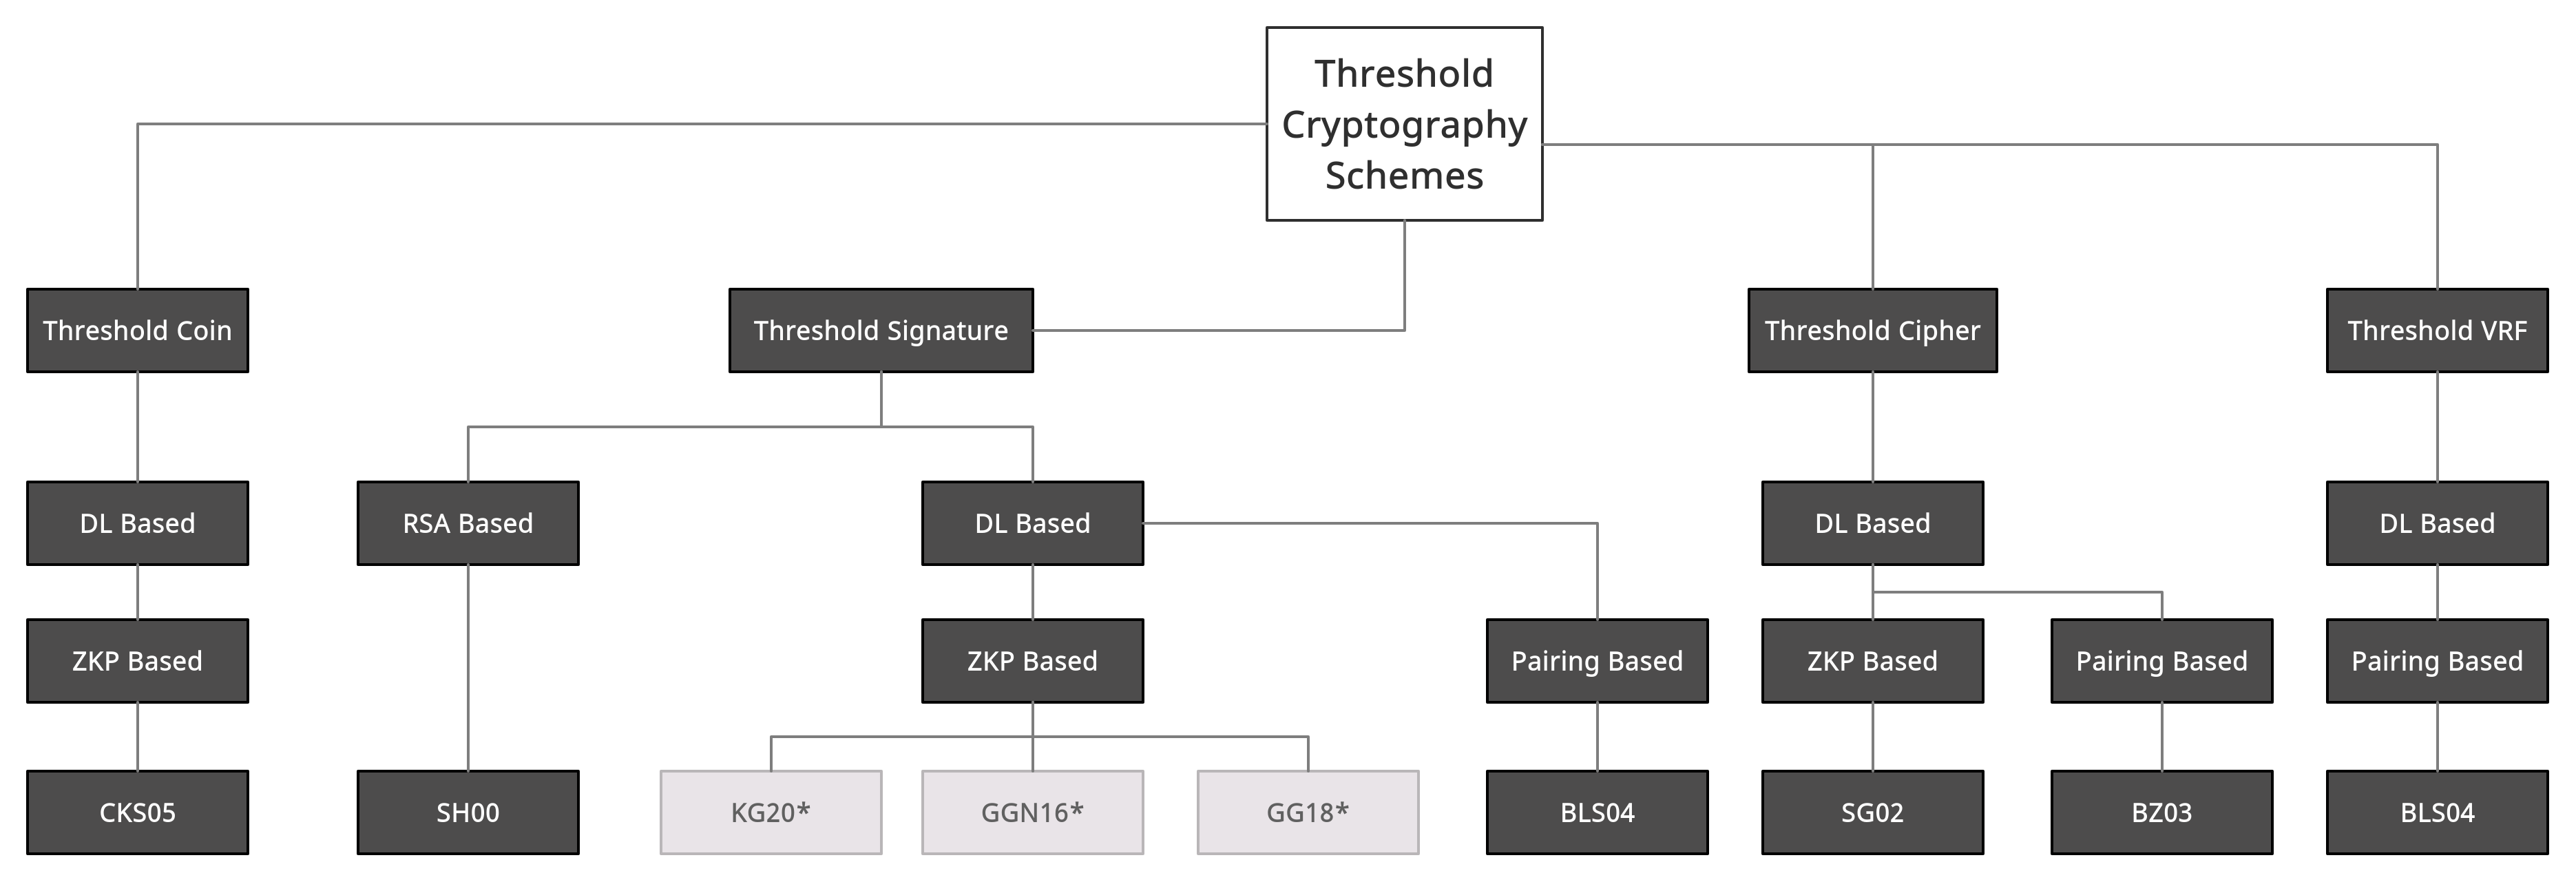 Threshold
Cryptography
Schemes
Threshold Coin
Threshold Signature
Threshold Cipher
Threshold VRF
DL Based
RSA Based
DL Based
DL Based
DL Based
ZKP Based
ZKP Based
Pairing Based
ZKP Based
Pairing Based
Pairing Based
CKS05
SH00
KG20*
GGN16*
GG18*
BLS04
SG02
BZ03
BLS04